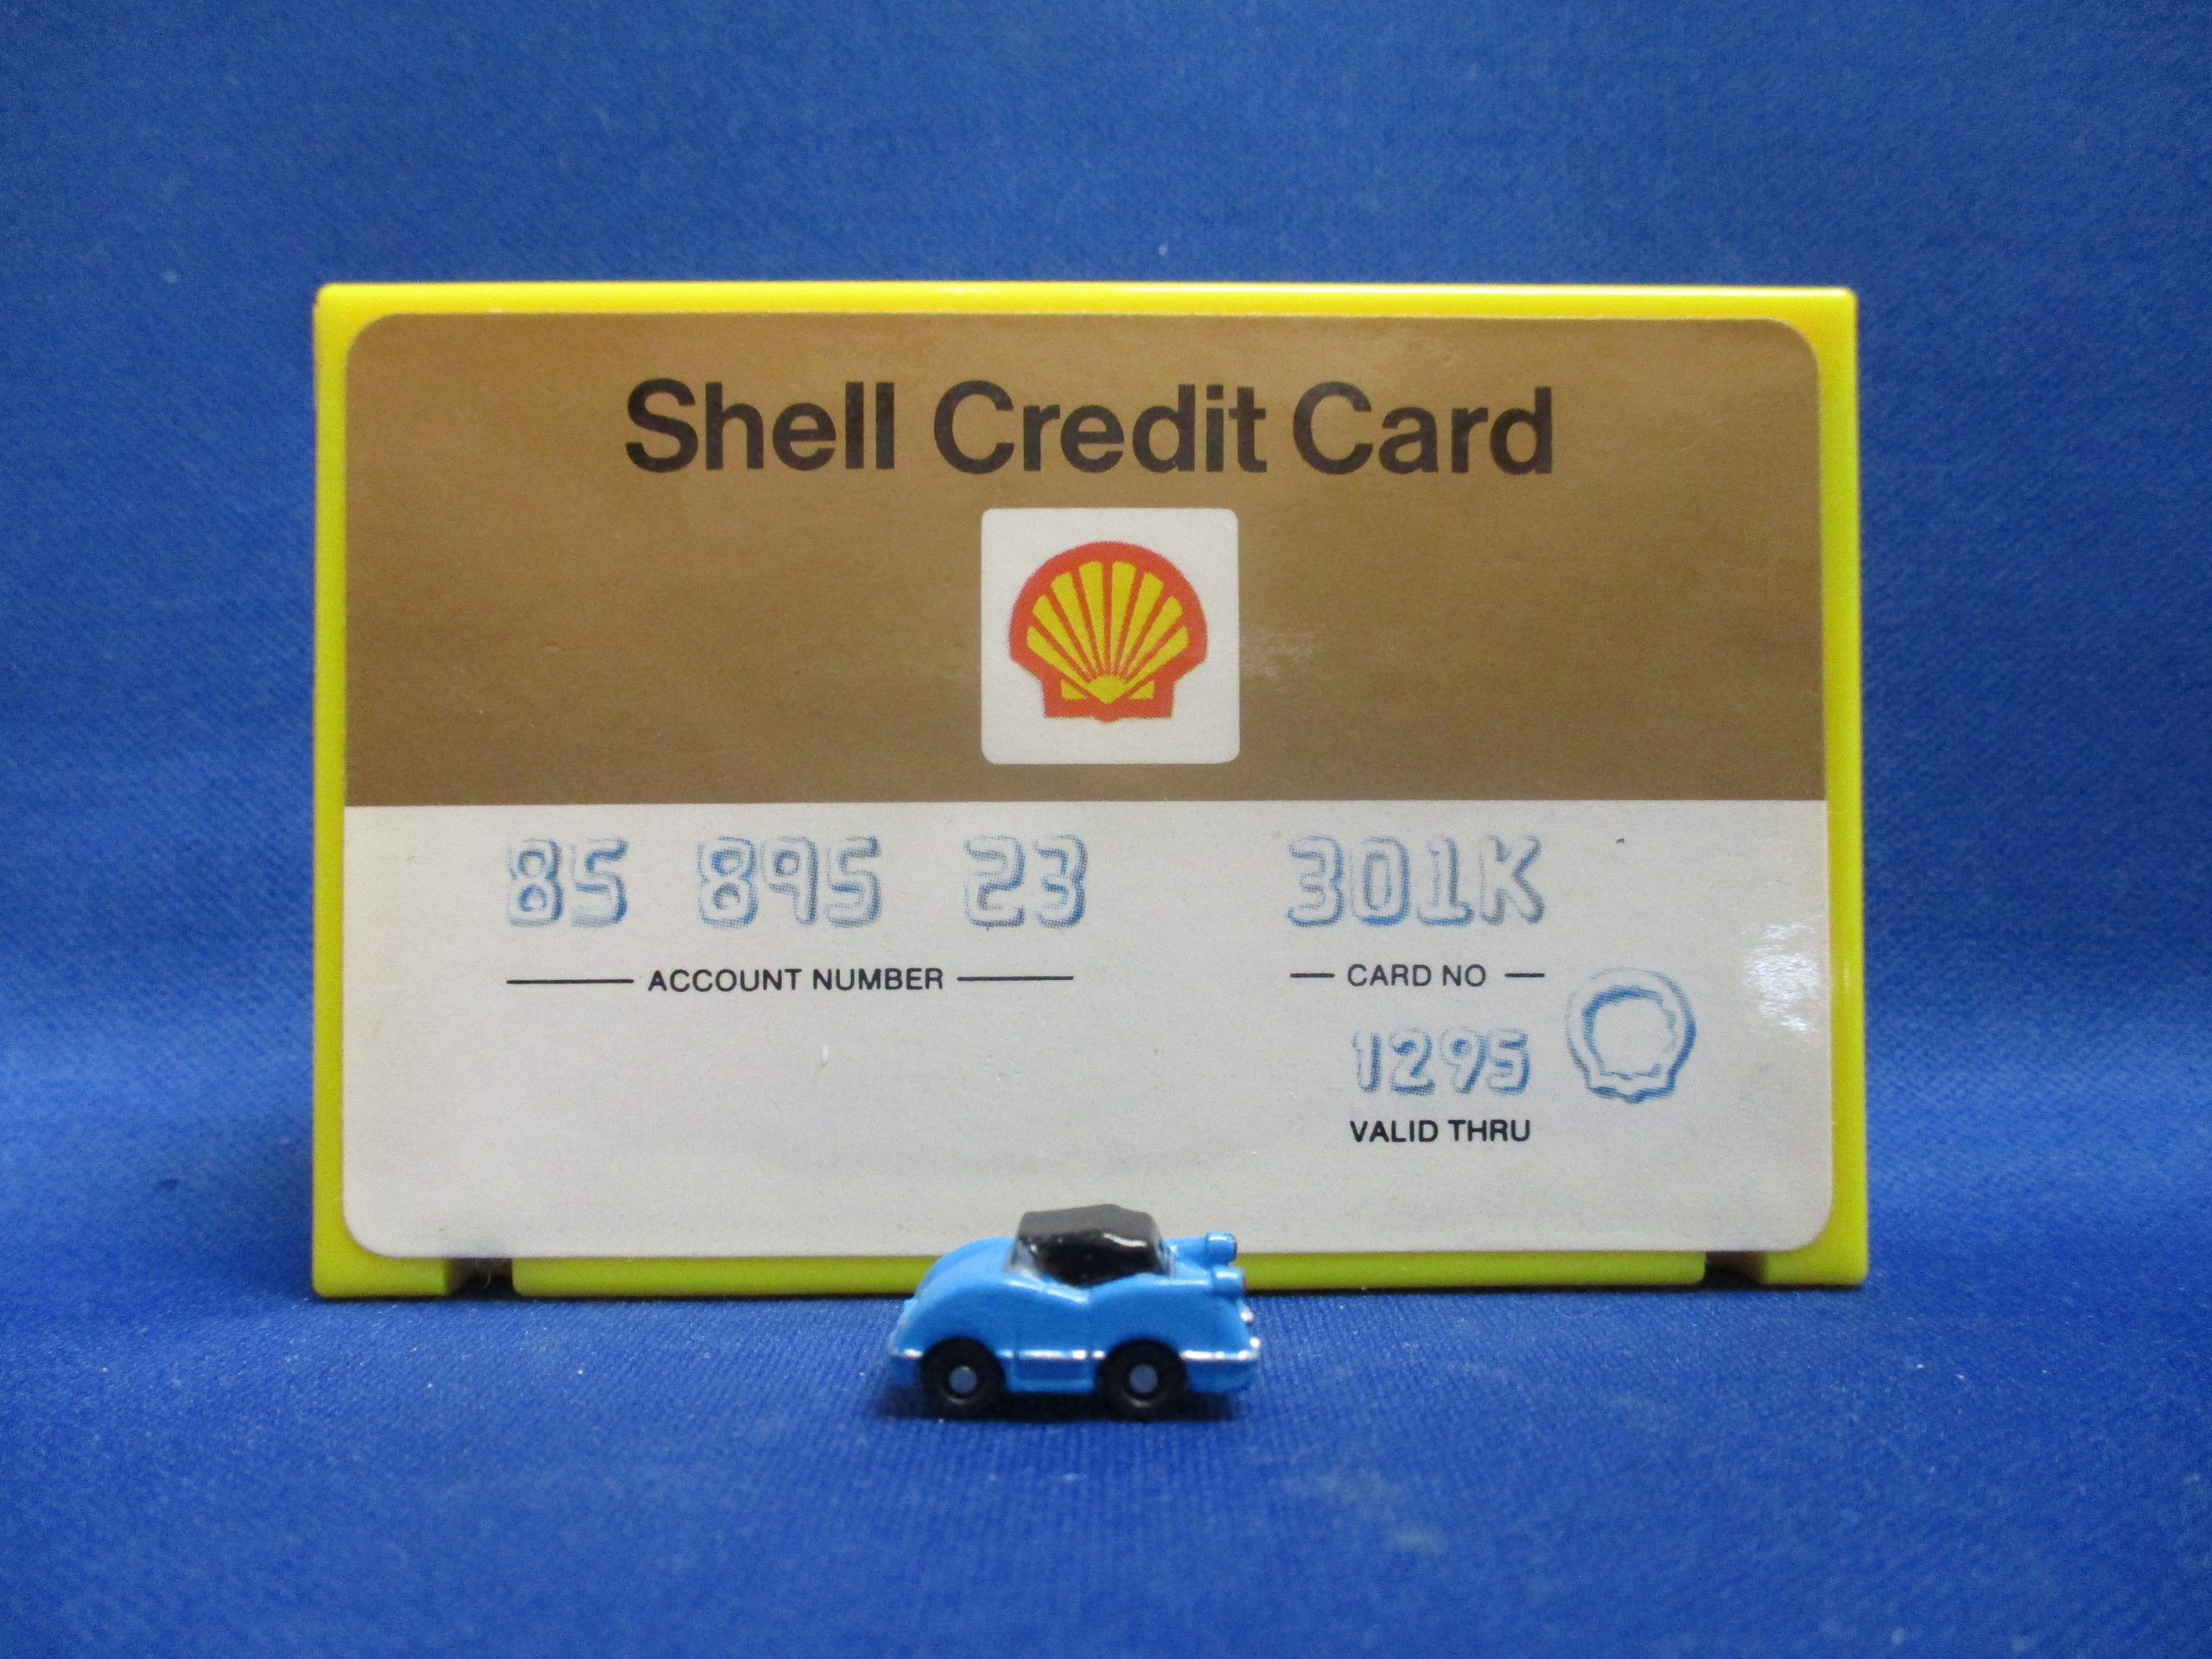 Shell Credit Card
85 895 23 301K
ACCOUNT NUMBER CARD NO
1295
VALID THRU